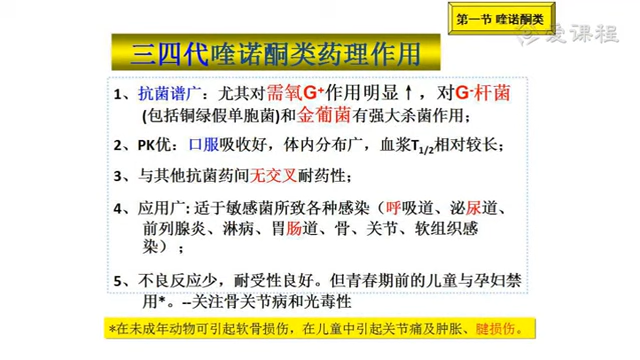 第一节 喹诺酮类
爱课程
三四代喹诺酮类药理作用
1、抗菌谱广：尤其对需氧G+作用明显↑，对G-杆菌
(包括铜绿假单胞菌)和金葡菌有强大杀菌作用；
2、PK优：口服吸收好，体内分布广，血浆T1/2相对较长；
3、与其他抗菌药间无交叉耐药性；
4、应用广: 适于敏感菌所致各种感染（呼吸道、泌尿道、
前列腺炎、淋病、胃肠道、骨、关节、软组织感
染）；
5、不良反应少，耐受性良好。但青春期前的儿童与孕妇禁
用*。--关注骨关节病和光毒性
*在未成年动物可引起软骨损伤，在儿童中引起关节痛及肿胀、腱损伤。